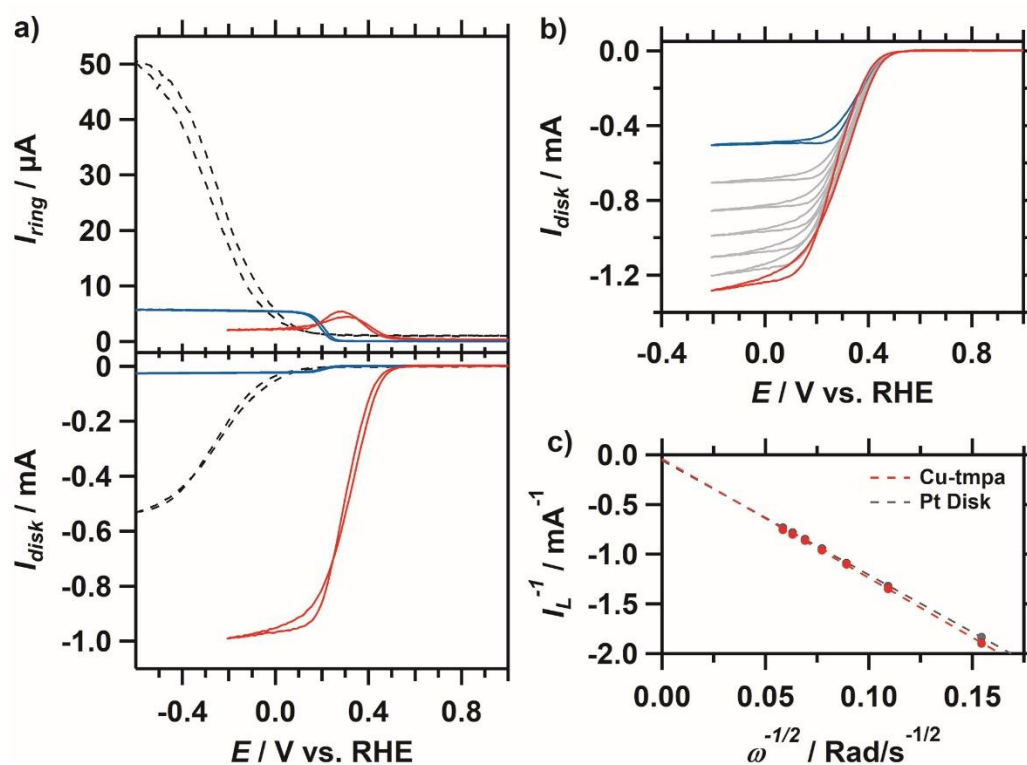 a)
50
40
30
20
10
0
I_ring / µA
0
-0.2
-0.4
-0.6
-0.8
-1.0
I_disk / mA
-0.4 0.0 0.4 0.8
E / V vs. RHE
b)
0.0
-0.4
-0.8
-1.2
I_disk / mA
-0.4 0.0 0.4 0.8
E / V vs. RHE
c)
0.0
-0.5
-1.0
-1.5
-2.0
I_L^-1 / mA^-1
Cu-tmpa
Pt Disk
0.00 0.05 0.10 0.15
ω^-1/2 / Rad/s^-1/2